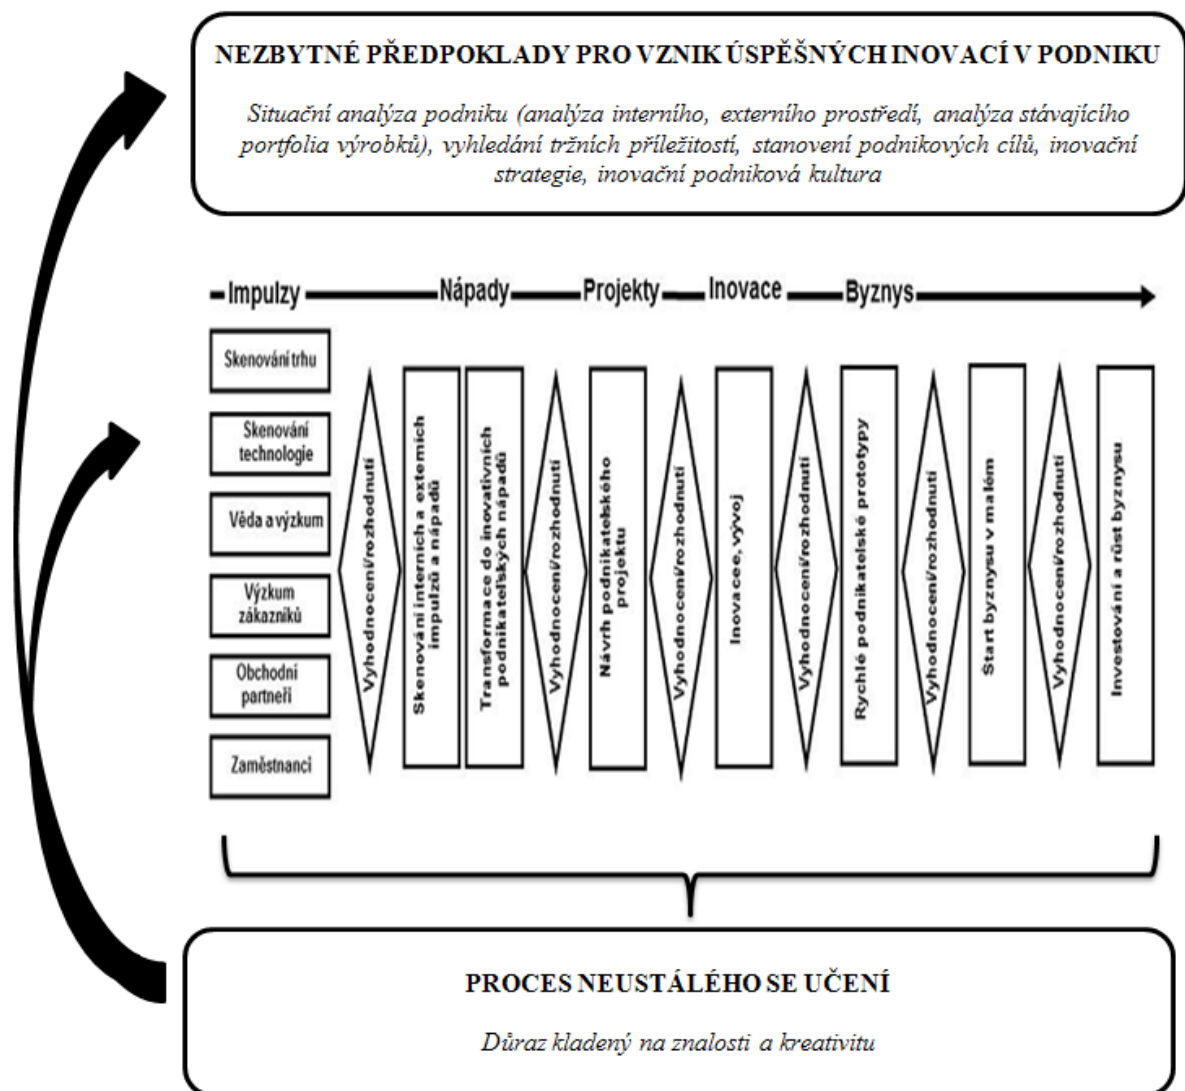 NEZBYTNÉ PŘEDPOKLADY PRO VZNIK ÚSPĚŠNÝCH INOVACÍ V PODNIKU
Situační analýza podniku (analýza interního, externího prostředí, analýza stávajícího
portfolia výrobků), vyhledání tržních příležitostí, stanovení podnikových cílů, inovační
strategie, inovační podniková kultura
Impulzy
Nápady
Projekty
Inovace
Byznys
Skenování trhu
Skenování
technologie
Věda a výzkum
Výzkum
zákazníků
Obchodní
partneři
Zaměstnanci
Vyhodnocení/rozhodnutí
Skenování interních a externích
impulzů a nápadů
Transformace do inovativních
podnikatelských nápadů
Vyhodnocení/rozhodnutí
Návrh podnikatelského
projektu
Vyhodnocení/rozhodnutí
Inovacee, vývoj
Vyhodnocení/rozhodnutí
Rychlé podnikatelské prototypy
Vyhodnocení/rozhodnutí
Start byznysu v malém
Vyhodnocení/rozhodnutí
Investování a růst byznysu
PROCES NEUSTÁLÉHO SE UČENÍ
Důraz kladený na znalosti a kreativitu